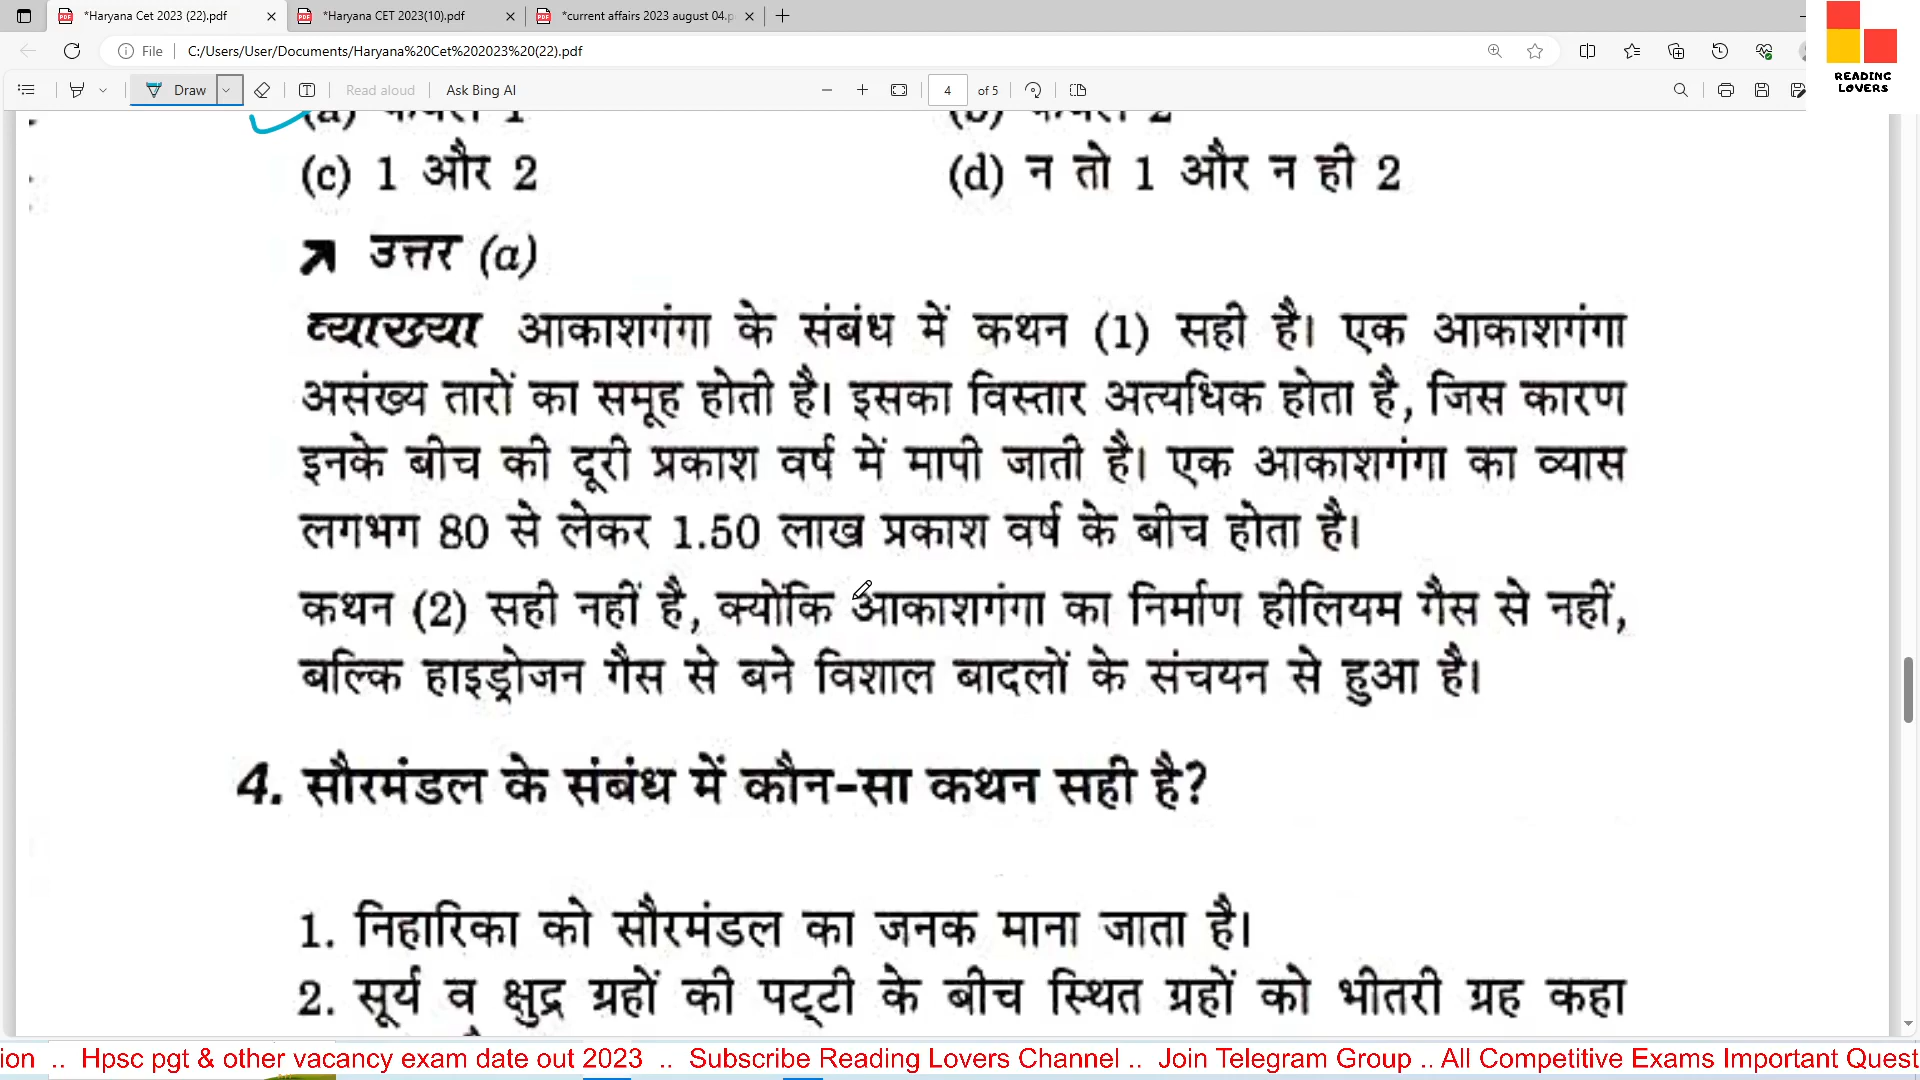 *Haryana Cet 2023 (22).pdf
*Haryana CET 2023(10).pdf
*current affairs 2023 august 04.p
File
C:/Users/User/Documents/Haryana%20Cet%202023%20(22).pdf
READING
LOVERS
Draw
Read aloud
Ask Bing AI
4
of 5
(a) केवल 1
(b) केवल 2
(c) 1 और 2
(d) न तो 1 और न ही 2
उत्तर (a)
व्याख्या आकाशगंगा के संबंध में कथन (1) सही है। एक आकाशगंगा
असंख्य तारों का समूह होती है। इसका विस्तार अत्यधिक होता है, जिस कारण
इनके बीच की दूरी प्रकाश वर्ष में मापी जाती है। एक आकाशगंगा का व्यास
लगभग 80 से लेकर 1.50 लाख प्रकाश वर्ष के बीच होता है।
कथन (2) सही नहीं है, क्योंकि आकाशगंगा का निर्माण हीलियम गैस से नहीं,
बल्कि हाइड्रोजन गैस से बने विशाल बादलों के संचयन से हुआ है।
4. सौरमंडल के संबंध में कौन-सा कथन सही है?
1. निहारिका को सौरमंडल का जनक माना जाता है।
2. सूर्य व क्षुद्र ग्रहों की पट्टी के बीच स्थित ग्रहों को भीतरी ग्रह कहा
ion .. Hpsc pgt & other vacancy exam date out 2023 .. Subscribe Reading Lovers Channel .. Join Telegram Group .. All Competitive Exams Important Quest